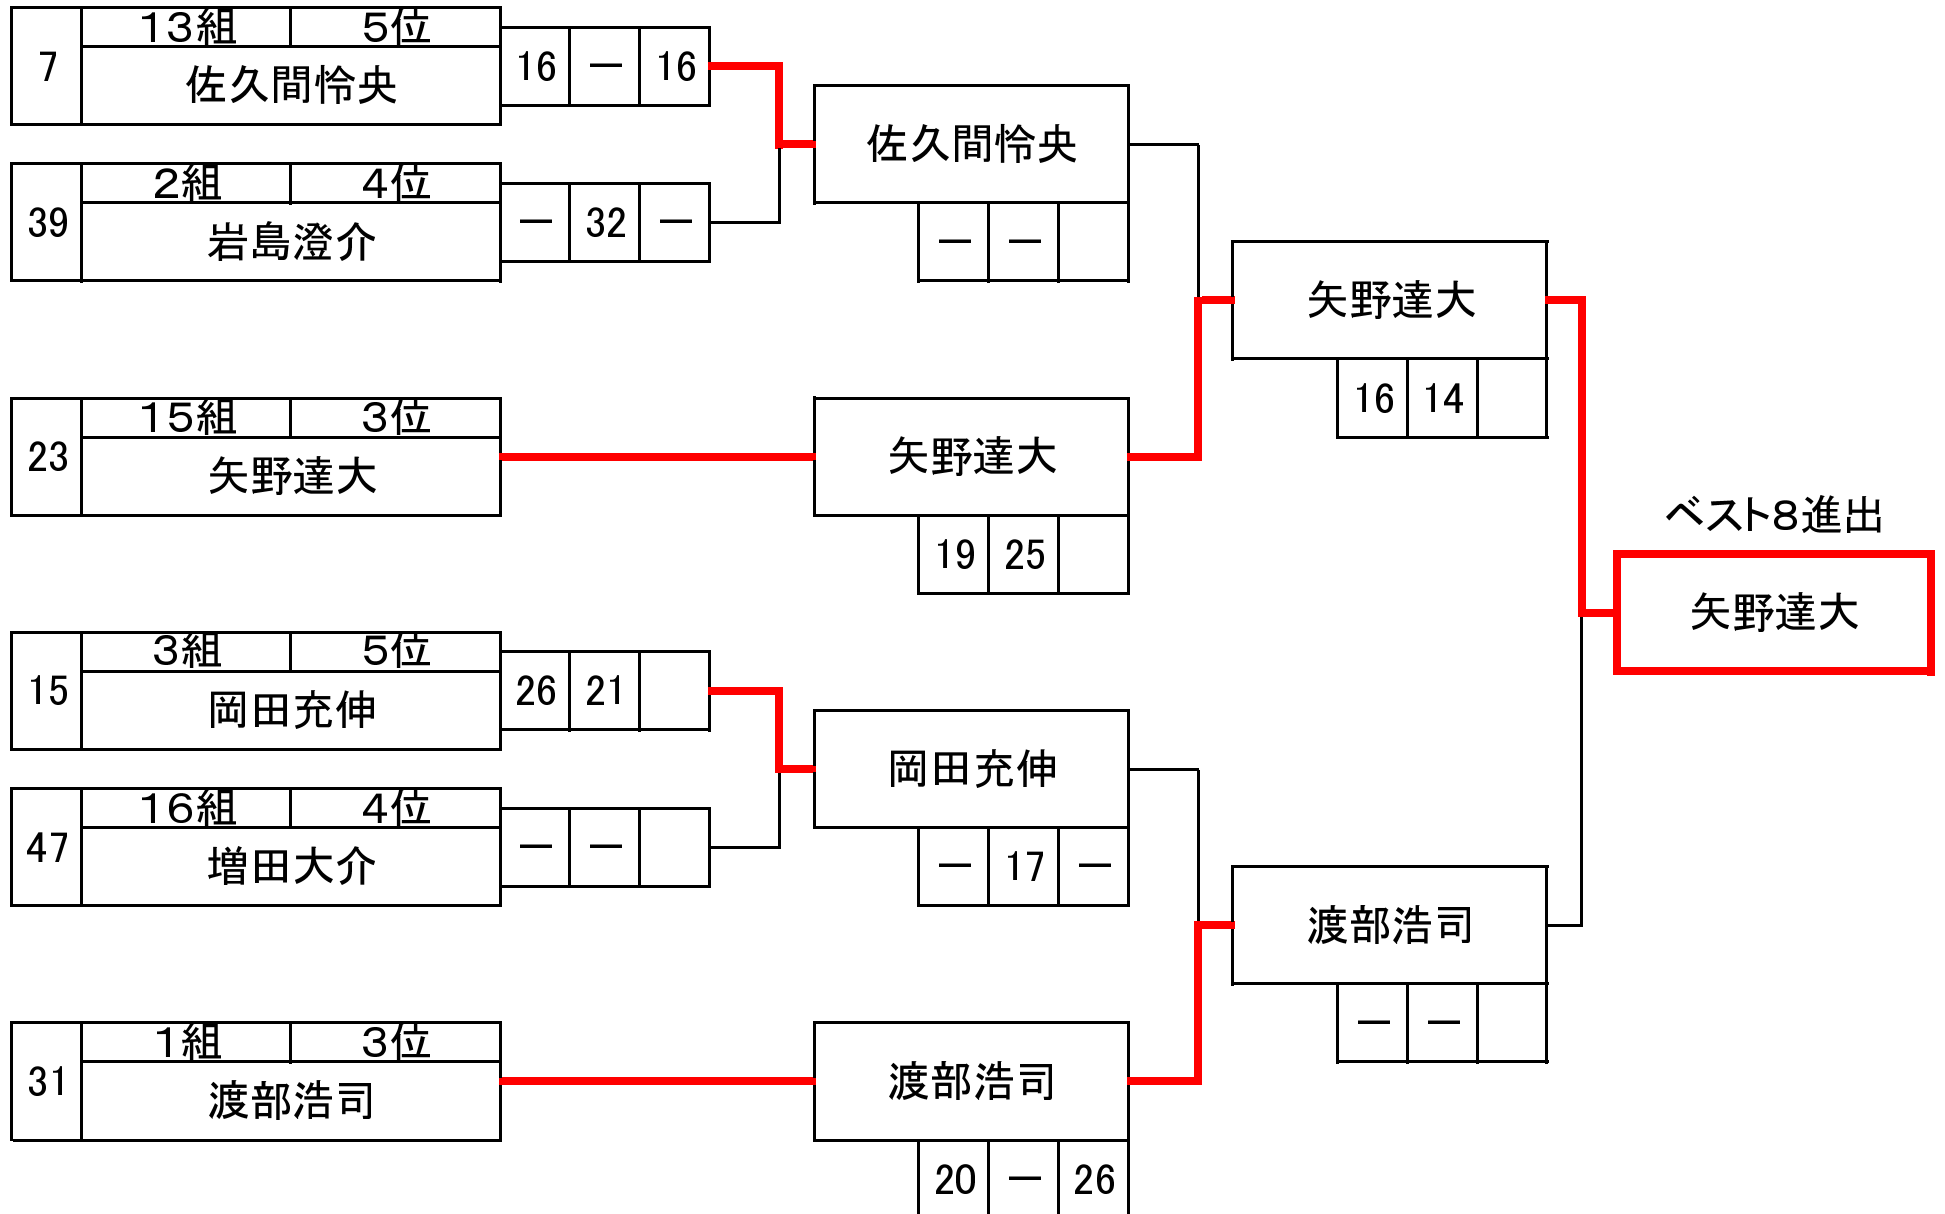 13組 5位
7
佐久間怜央
16 ー 16
佐久間怜央
ー ー
39
2組 4位
岩島澄介
ー 32 ー
矢野達大
16 14
23
15組 3位
矢野達大
矢野達大
19 25
ベスト8進出
矢野達大
15
3組 5位
岡田充伸
26 21
岡田充伸
ー 17 ー
47
16組 4位
増田大介
ー ー
渡部浩司
ー ー
31
1組 3位
渡部浩司
渡部浩司
20 ー 26